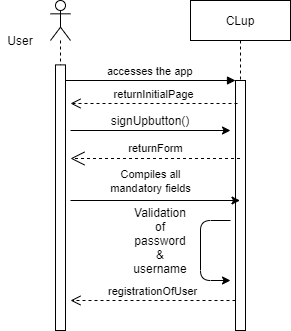 CLup
User
accesses the app
returnInitialPage
signUpbutton()
returnForm
Compiles all
mandatory fields
Validation
of
password
&
username
registrationOfUser